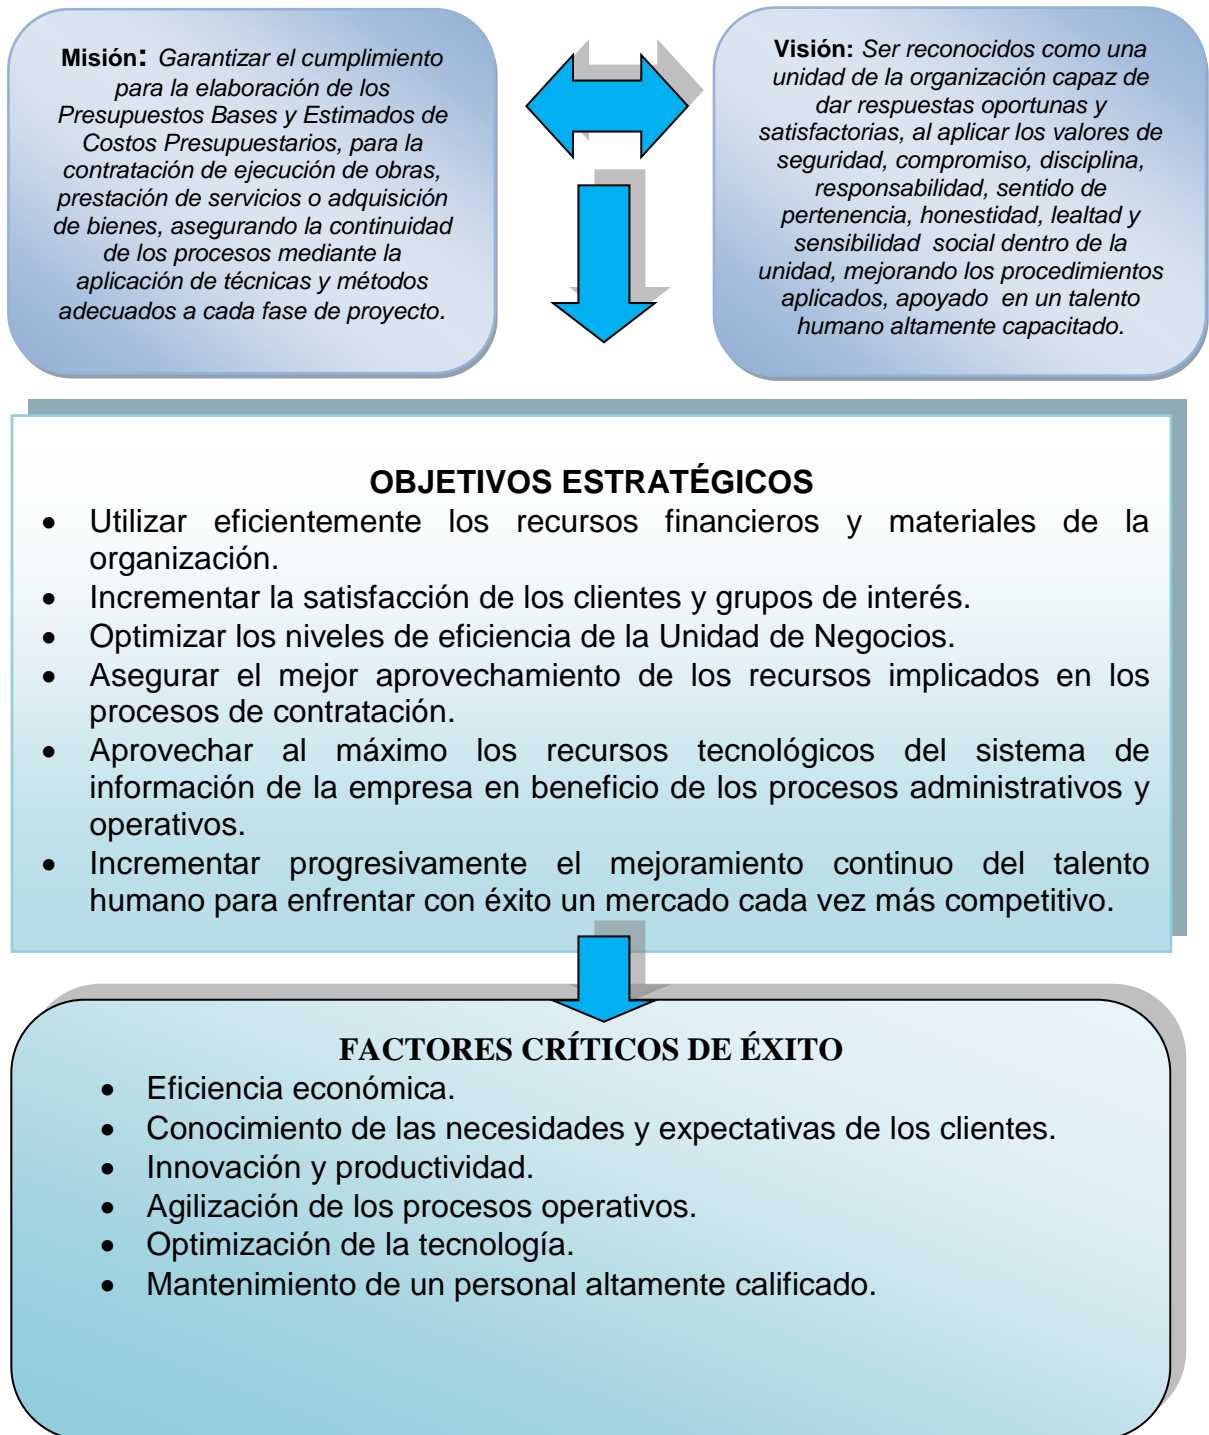 Misión: Garantizar el cumplimiento
para la elaboración de los
Presupuestos Bases y Estimados de
Costos Presupuestarios, para la
contratación de ejecución de obras,
prestación de servicios o adquisición
de bienes, asegurando la continuidad
de los procesos mediante la
aplicación de técnicas y métodos
adecuados a cada fase de proyecto.
Visión: Ser reconocidos como una
unidad de la organización capaz de
dar respuestas oportunas y
satisfactorias, al aplicar los valores de
seguridad, compromiso, disciplina,
responsabilidad, sentido de
pertenencia, honestidad, lealtad y
sensibilidad social dentro de la
unidad, mejorando los procedimientos
aplicados, apoyado en un talento
humano altamente capacitado.
OBJETIVOS ESTRATÉGICOS
• Utilizar eficientemente los recursos financieros y materiales de la
organización.
• Incrementar la satisfacción de los clientes y grupos de interés.
• Optimizar los niveles de eficiencia de la Unidad de Negocios.
• Asegurar el mejor aprovechamiento de los recursos implicados en los
procesos de contratación.
• Aprovechar al máximo los recursos tecnológicos del sistema de
información de la empresa en beneficio de los procesos administrativos y
operativos.
• Incrementar progresivamente el mejoramiento continuo del talento
humano para enfrentar con éxito un mercado cada vez más competitivo.
FACTORES CRÍTICOS DE ÉXITO
• Eficiencia económica.
• Conocimiento de las necesidades y expectativas de los clientes.
• Innovación y productividad.
• Agilización de los procesos operativos.
• Optimización de la tecnología.
• Mantenimiento de un personal altamente calificado.